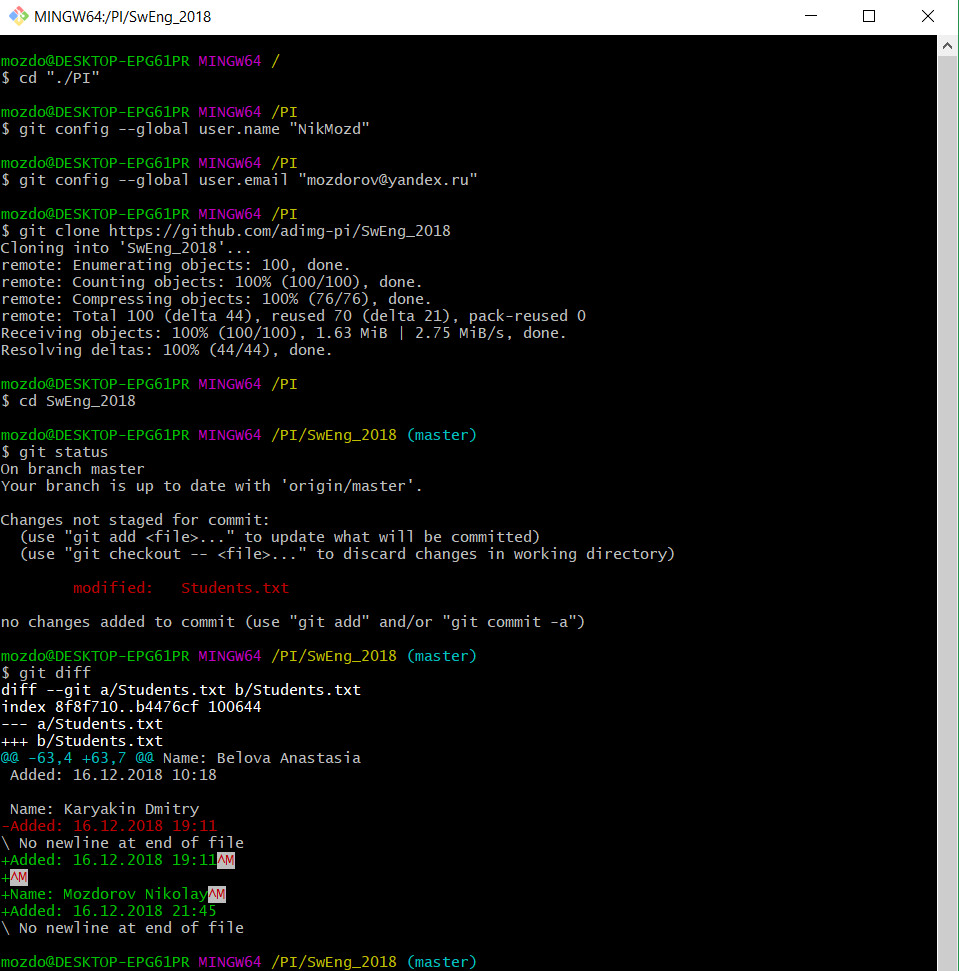 MINGW64:/PI/SwEng_2018
mozdo@DESKTOP-EPG61PR MINGW64 /
$ cd "./PI"
mozdo@DESKTOP-EPG61PR MINGW64 /PI
$ git config --global user.name "NikMozd"
mozdo@DESKTOP-EPG61PR MINGW64 /PI
$ git config --global user.email "mozdorov@yandex.ru"
mozdo@DESKTOP-EPG61PR MINGW64 /PI
$ git clone https://github.com/adimg-pi/SwEng_2018
Cloning into 'SwEng_2018'...
remote: Enumerating objects: 100, done.
remote: Counting objects: 100% (100/100), done.
remote: Compressing objects: 100% (76/76), done.
remote: Total 100 (delta 44), reused 70 (delta 21), pack-reused 0
Receiving objects: 100% (100/100), 1.63 MiB | 2.75 MiB/s, done.
Resolving deltas: 100% (44/44), done.
mozdo@DESKTOP-EPG61PR MINGW64 /PI
$ cd SwEng_2018
mozdo@DESKTOP-EPG61PR MINGW64 /PI/SwEng_2018 (master)
$ git status
On branch master
Your branch is up to date with 'origin/master'.
Changes not staged for commit:
  (use "git add <file>..." to update what will be committed)
  (use "git checkout -- <file>..." to discard changes in working directory)
        modified:   Students.txt
no changes added to commit (use "git add" and/or "git commit -a")
mozdo@DESKTOP-EPG61PR MINGW64 /PI/SwEng_2018 (master)
$ git diff
diff --git a/Students.txt b/Students.txt
index 8f8f710..b4476cf 100644
--- a/Students.txt
+++ b/Students.txt
@@ -63,4 +63,7 @@ Name: Belova Anastasia
 Added: 16.12.2018 10:18
 Name: Karyakin Dmitry
-Added: 16.12.2018 19:11
\ No newline at end of file
+Added: 16.12.2018 19:11^M
+^M
+Name: Mozdorov Nikolay^M
+Added: 16.12.2018 21:45
\ No newline at end of file
mozdo@DESKTOP-EPG61PR MINGW64 /PI/SwEng_2018 (master)